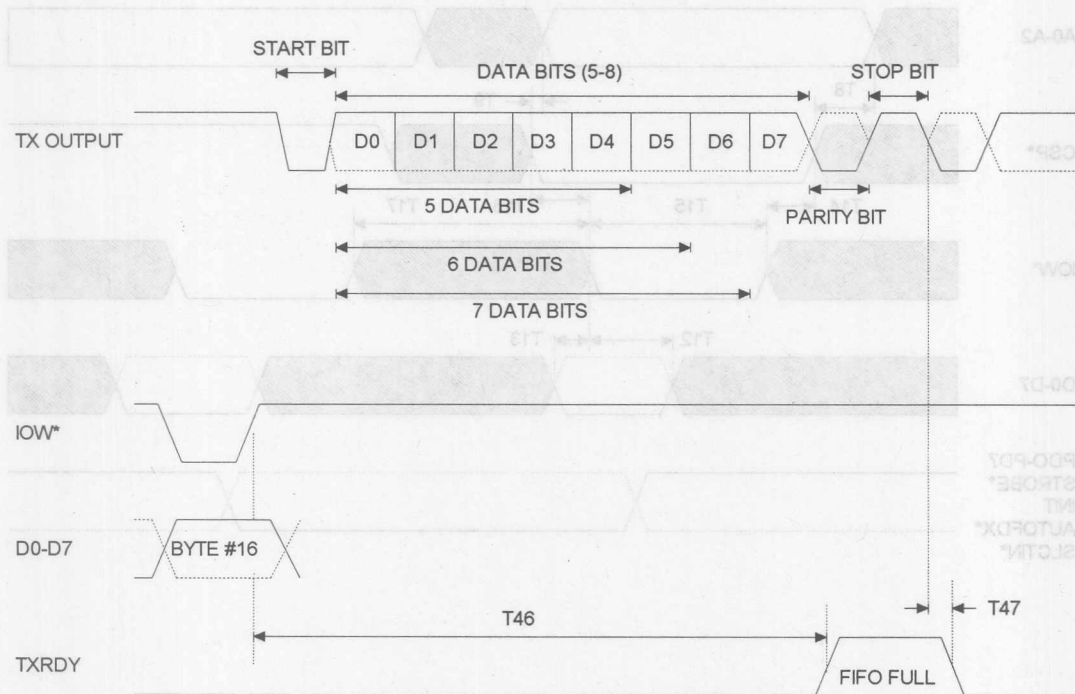 START BIT
DATA BITS (5-8)
STOP BIT
TX OUTPUT
D0 D1 D2 D3 D4 D5 D6 D7
5 DATA BITS
PARITY BIT
6 DATA BITS
7 DATA BITS
IOW*
D0-D7
BYTE #16
T46
T47
TXRDY
FIFO FULL